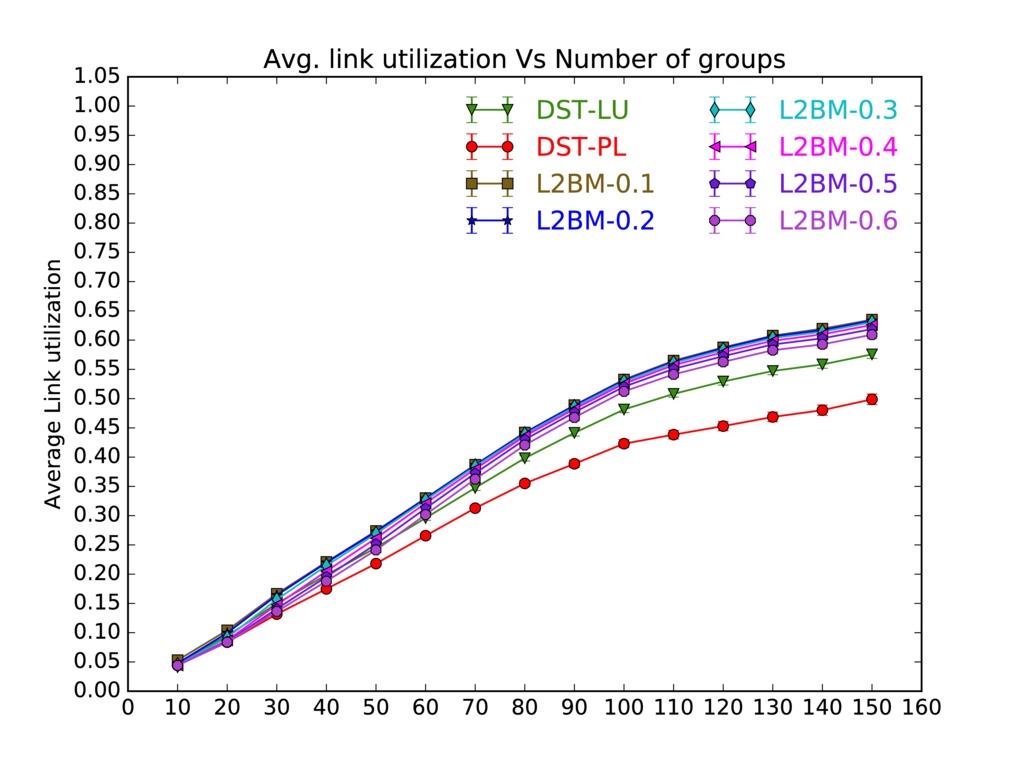 Avg. link utilization Vs Number of groups
1.05
1.00
0.95
0.90
0.85
0.80
0.75
0.70
0.65
0.60
0.55
0.50
0.45
0.40
0.35
0.30
0.25
0.20
0.15
0.10
0.05
0.00
Average Link utilization
DST-LU
DST-PL
L2BM-0.1
L2BM-0.2
L2BM-0.3
L2BM-0.4
L2BM-0.5
L2BM-0.6
0 10 20 30 40 50 60 70 80 90 100 110 120 130 140 150 160